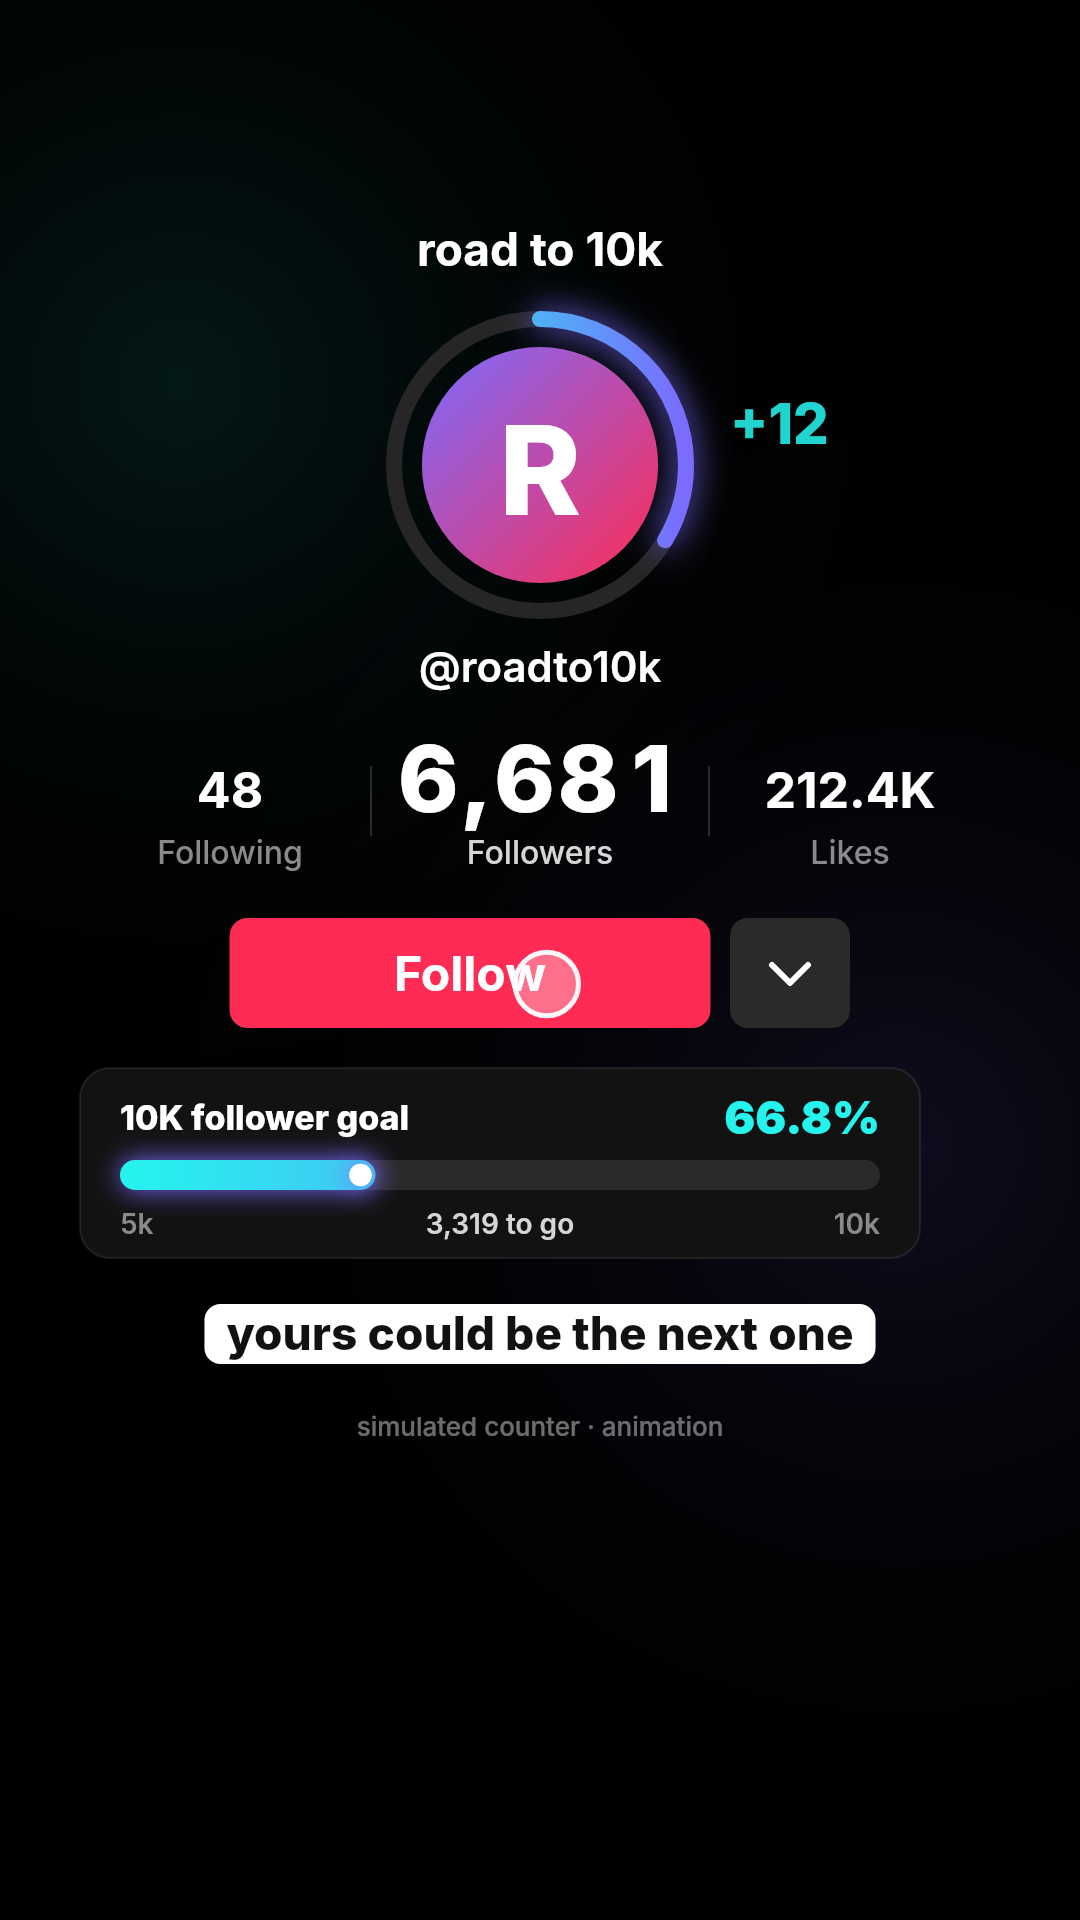 road to 10k
R
+12
@roadto10k
48 6,681 212.4K
Following Followers Likes
Follow
10K follower goal 66.8%
5k 3,319 to go 10k
yours could be the next one
simulated counter · animation